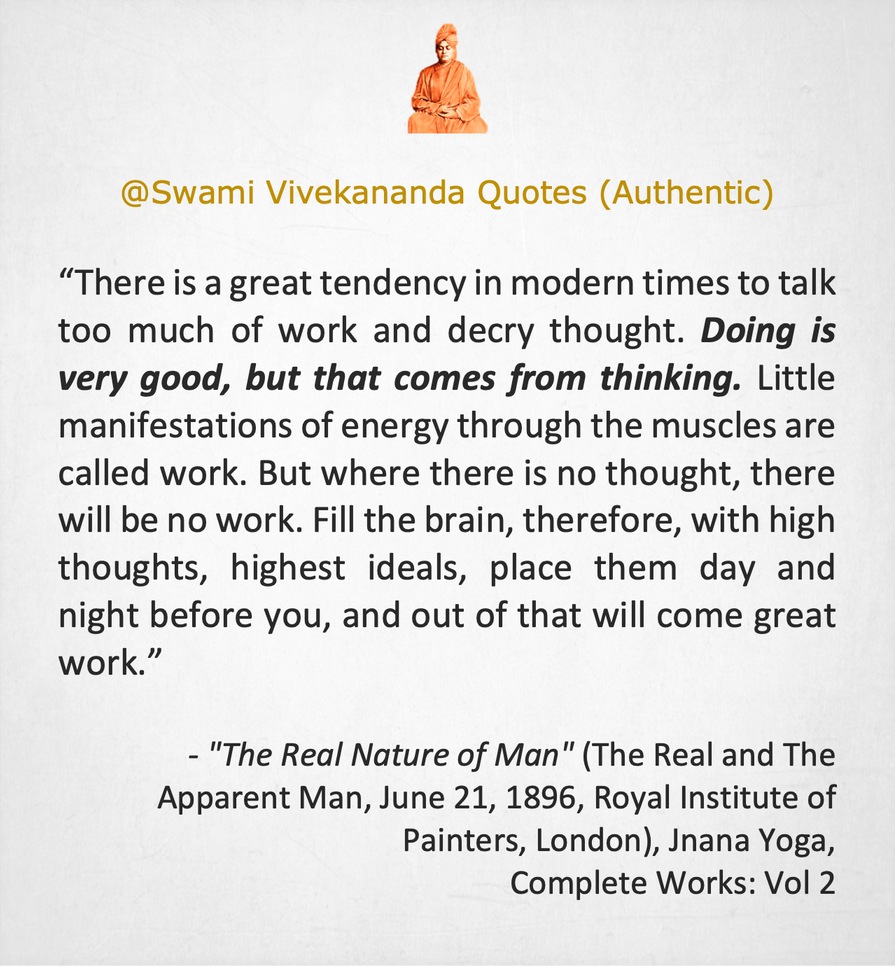 @Swami Vivekananda Quotes (Authentic)
“There is a great tendency in modern times to talk
too much of work and decry thought. Doing is
very good, but that comes from thinking. Little
manifestations of energy through the muscles are
called work. But where there is no thought, there
will be no work. Fill the brain, therefore, with high
thoughts, highest ideals, place them day and
night before you, and out of that will come great
work.”
- "The Real Nature of Man" (The Real and The
Apparent Man, June 21, 1896, Royal Institute of
Painters, London), Jnana Yoga,
Complete Works: Vol 2